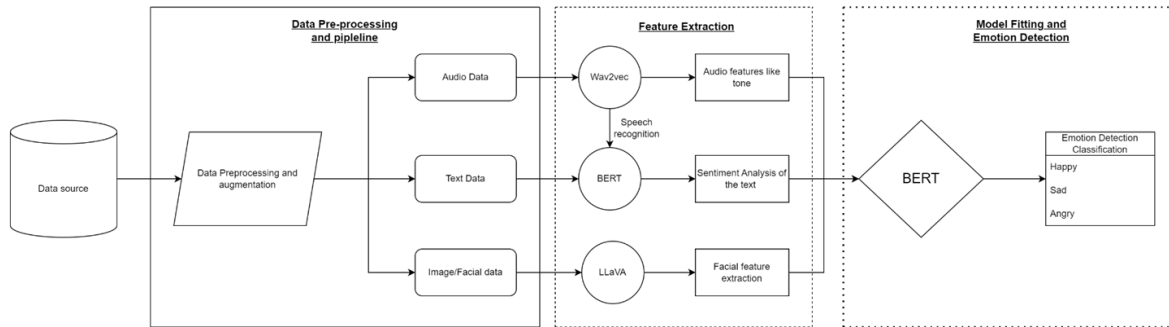 Data Pre-processing
and pipleline
Feature Extraction
Model Fitting and
Emotion Detection
Data source
Data Preprocessing and
augmentation
Audio Data
Text Data
Image/Facial data
Wav2vec
Speech
recognition
BERT
LLaVA
Audio features like
tone
Sentiment Analysis of
the text
Facial feature
extraction
BERT
Emotion Detection
Classification
Happy
Sad
Angry